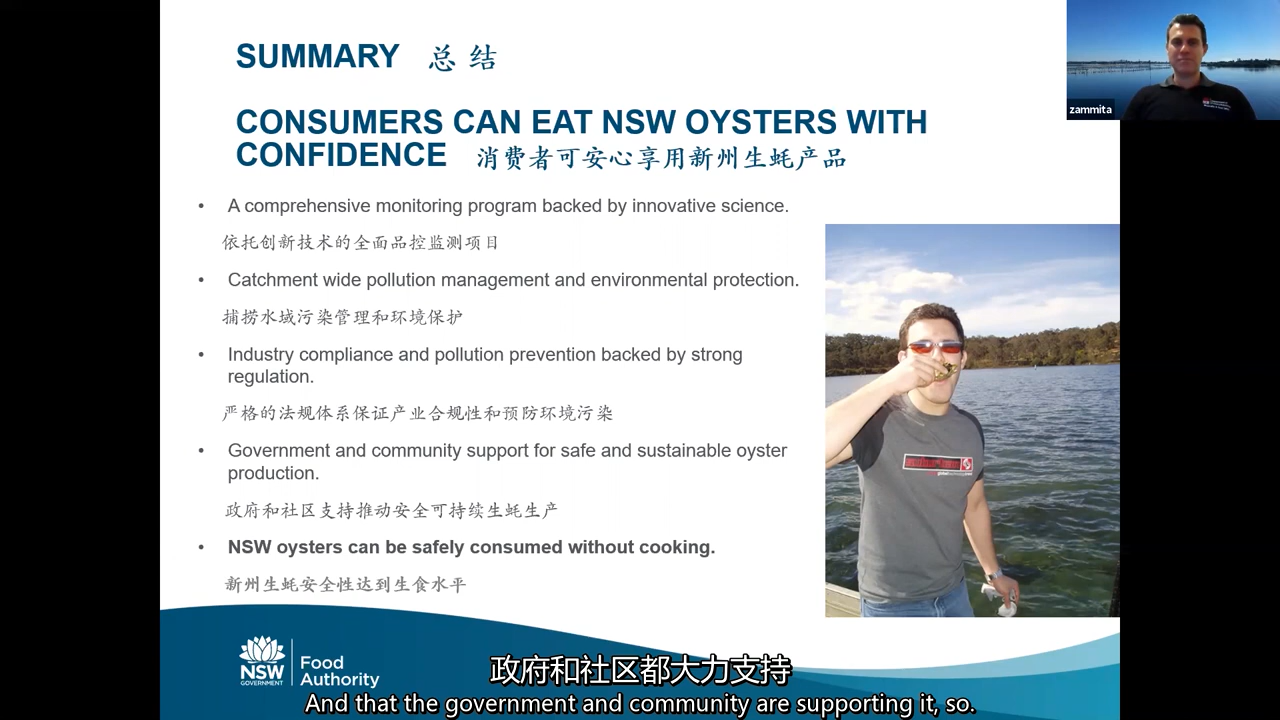 SUMMARY 总 结
zammita
CONSUMERS CAN EAT NSW OYSTERS WITH
CONFIDENCE 消费者可安心享用新州生蚝产品
• A comprehensive monitoring program backed by innovative science.
依托创新技术的全面品控监测项目
• Catchment wide pollution management and environmental protection.
捕捞水域污染管理和环境保护
• Industry compliance and pollution prevention backed by strong
regulation.
严格的法规体系保证产业合规性和预防环境污染
• Government and community support for safe and sustainable oyster
production.
政府和社区支持推动安全可持续生蚝生产
• NSW oysters can be safely consumed without cooking.
新州生蚝安全性达到生食水平
NSW
GOVERNMENT
Food
Authority
政府和社区都大力支持
And that the government and community are supporting it, so.